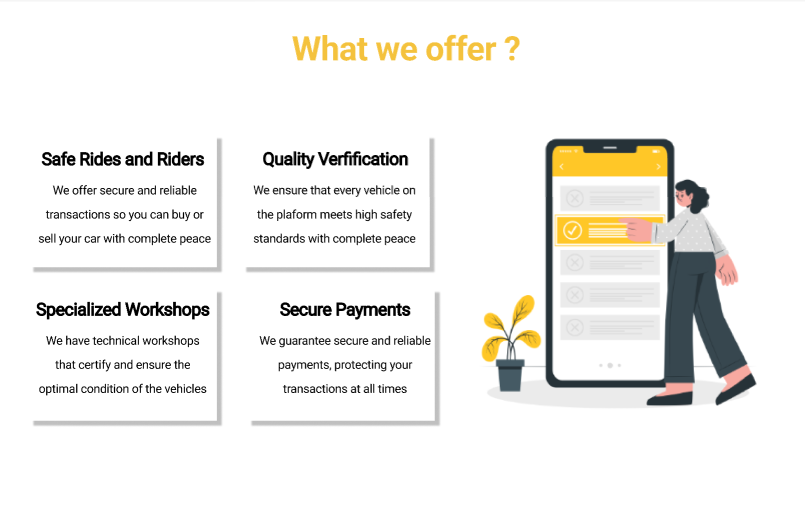 What we offer ?
Safe Rides and Riders
We offer secure and reliable
transactions so you can buy or
sell your car with complete peace
Quality Verfification
We ensure that every vehicle on
the plaform meets high safety
standards with complete peace
Specialized Workshops
We have technical workshops
that certify and ensure the
optimal condition of the vehicles
Secure Payments
We guarantee secure and reliable
payments, protecting your
transactions at all times